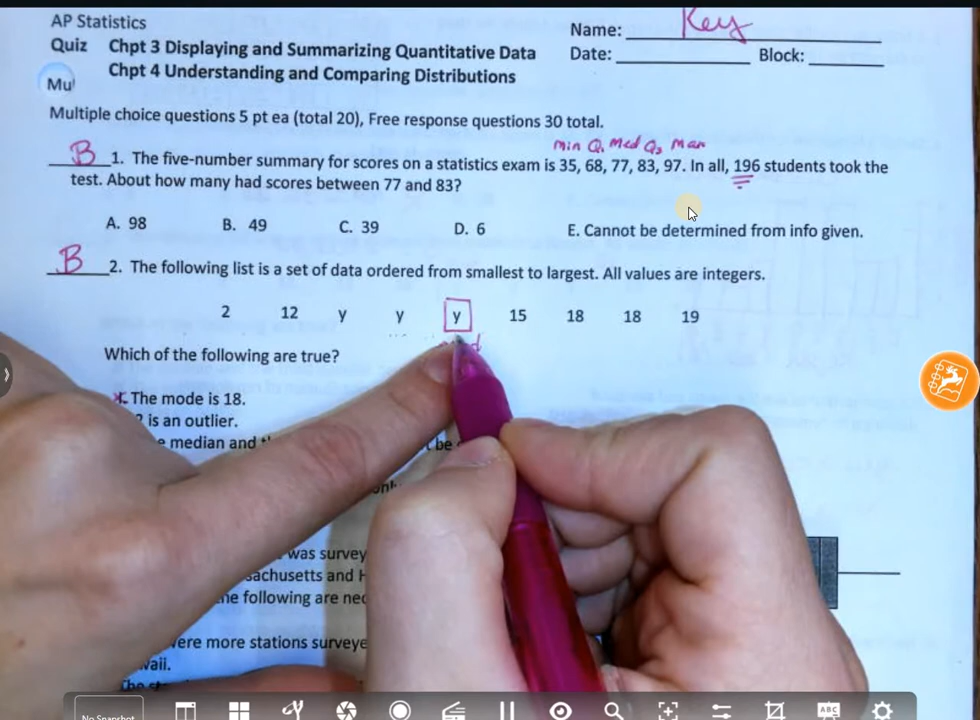 AP Statistics
Name: Key
Quiz Chpt 3 Displaying and Summarizing Quantitative Data
Date: Block:
Chpt 4 Understanding and Comparing Distributions
Mul
Multiple choice questions 5 pt ea (total 20), Free response questions 30 total.
min Q1 Med Q3 Max
B 1. The five-number summary for scores on a statistics exam is 35, 68, 77, 83, 97. In all, 196 students took the
test. About how many had scores between 77 and 83?
A. 98 B. 49 C. 39 D. 6 E. Cannot be determined from info given.
B 2. The following list is a set of data ordered from smallest to largest. All values are integers.
2 12 y y y 15 18 18 19
Which of the following are true?
The mode is 18.
is an outlier.
median and be
was survey
sachusetts and H
he following are nec
ere more stations surveye
waii.
No Snapshot
ABC